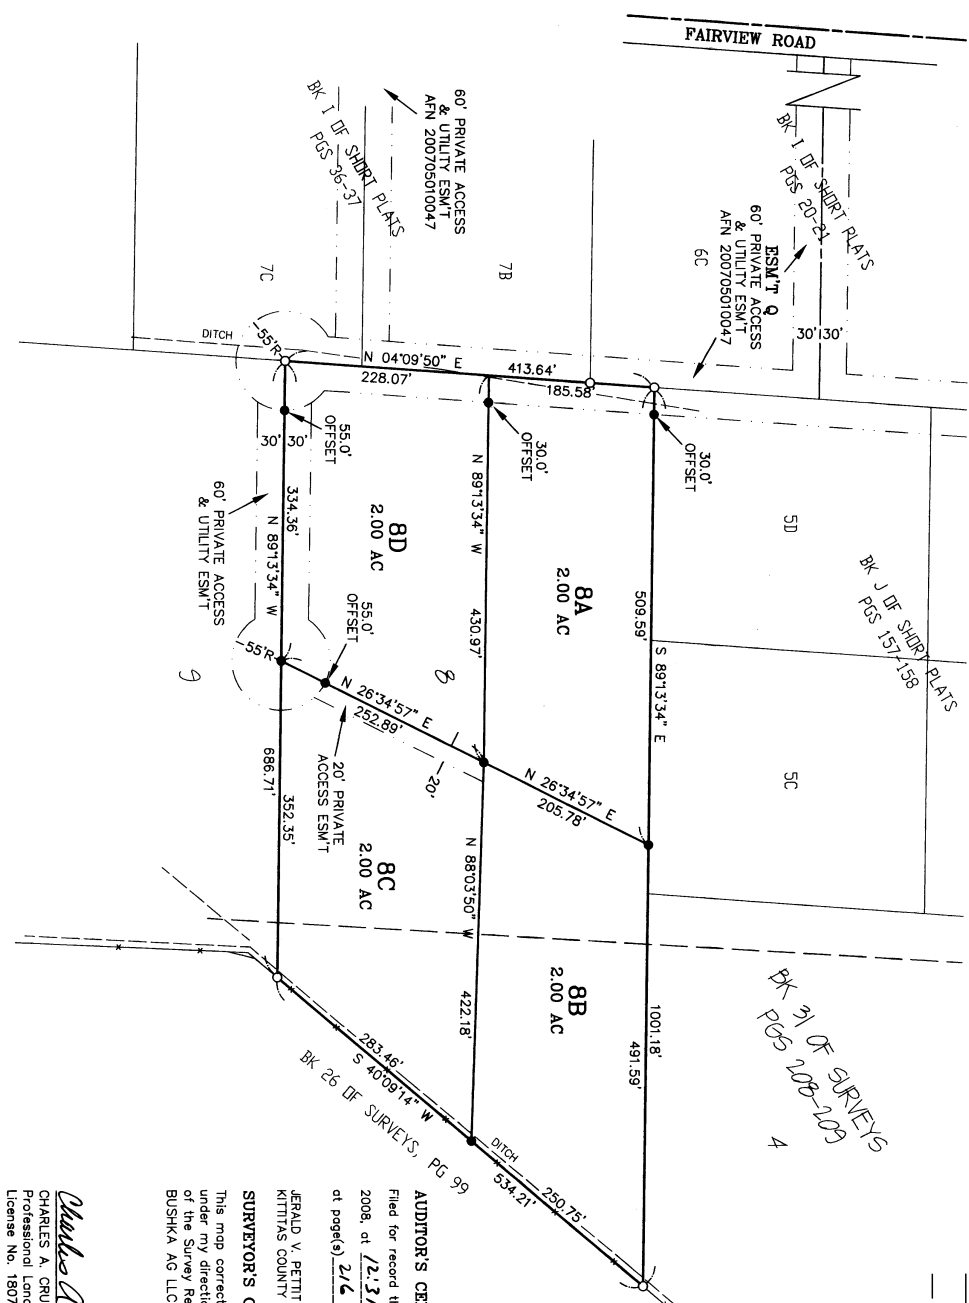 FAIRVIEW ROAD
BK I OF SHORT PLATS
PGS 20-21
60' PRIVATE ACCESS
& UTILITY ESM'T
AFN 200705010047
BK I OF SHORT PLATS
PGS 36-37
ESM'T Q
60' PRIVATE ACCESS
& UTILITY ESM'T
AFN 200705010047
6C
7B
7C
30' 30'
DITCH
55'R
N 04°09'50" E
413.64'
228.07'
185.58'
55.0'
OFFSET
30.0'
OFFSET
30.0'
OFFSET
30' 30'
60' PRIVATE ACCESS
& UTILITY ESM'T
334.36'
N 89°13'34" W
N 89°13'34" W
430.97'
8D
2.00 AC
8A
2.00 AC
509.59'
S 89°13'34" E
5D
BK J OF SHORT PLATS
PGS 157-158
5C
55.0'
OFFSET
55'R
9
8
N 26°34'57" E
252.89'
N 26°34'57" E
205.78'
20'
20' PRIVATE
ACCESS ESM'T
686.71'
352.35'
8C
2.00 AC
N 88°03'50" W
422.18'
8B
2.00 AC
1001.18'
491.59'
BK 31 OF SURVEYS
PGS 208-209
4
283.46'
S 40°09'14" W
BK 26 OF SURVEYS, PG 99
DITCH
534.21'
250.75'
AUDITOR'S CE
Filed for record th
2008, at 12:3
at page(s) 216
JERALD V. PETTIT
KITTITAS COUNTY
SURVEYOR'S C
This map correct
under my directio
of the Survey Re
BUSHKA AG LLC
Charles A
CHARLES A. CRU
Professional Land
License No. 1807